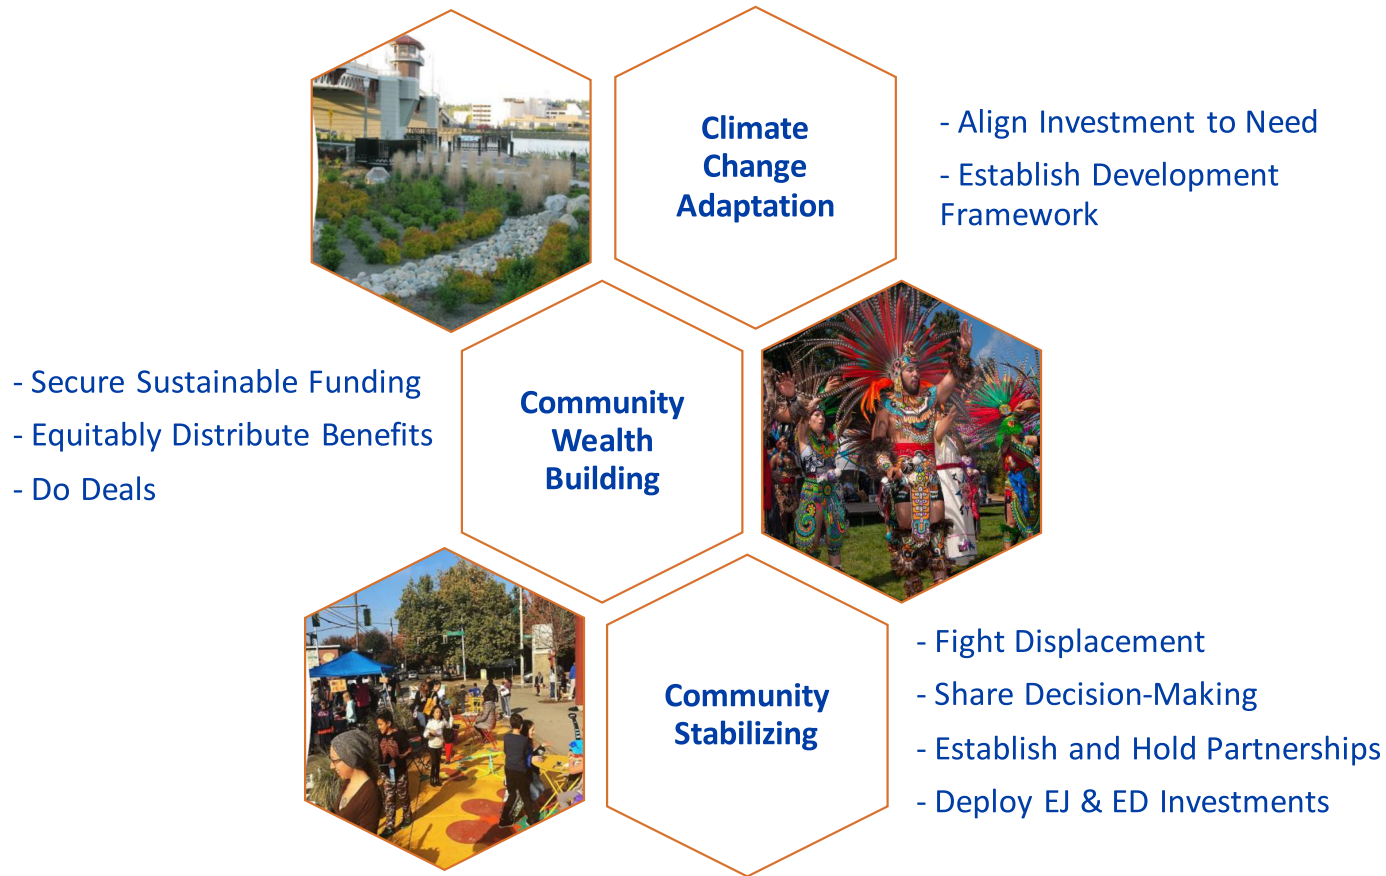 Climate
Change
Adaptation
- Align Investment to Need
- Establish Development
Framework
- Secure Sustainable Funding
- Equitably Distribute Benefits
- Do Deals
Community
Wealth
Building
Community
Stabilizing
- Fight Displacement
- Share Decision-Making
- Establish and Hold Partnerships
- Deploy EJ & ED Investments